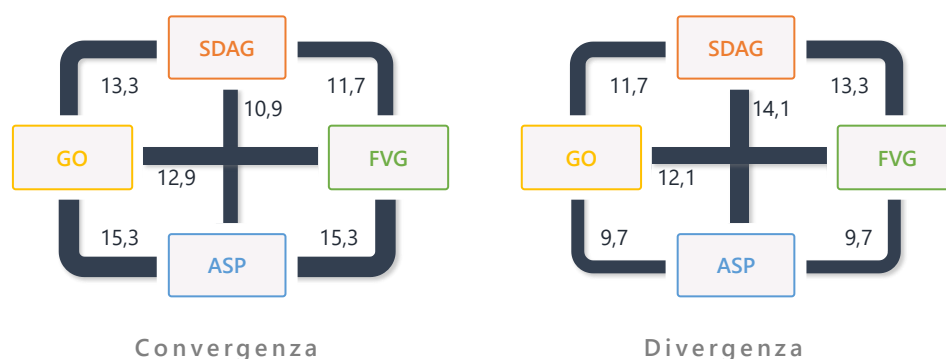 SDAG
13,3
11,7
10,9
GO
FVG
12,9
15,3
15,3
ASP
Convergenza
SDAG
11,7
13,3
14,1
GO
FVG
12,1
9,7
9,7
ASP
Divergenza